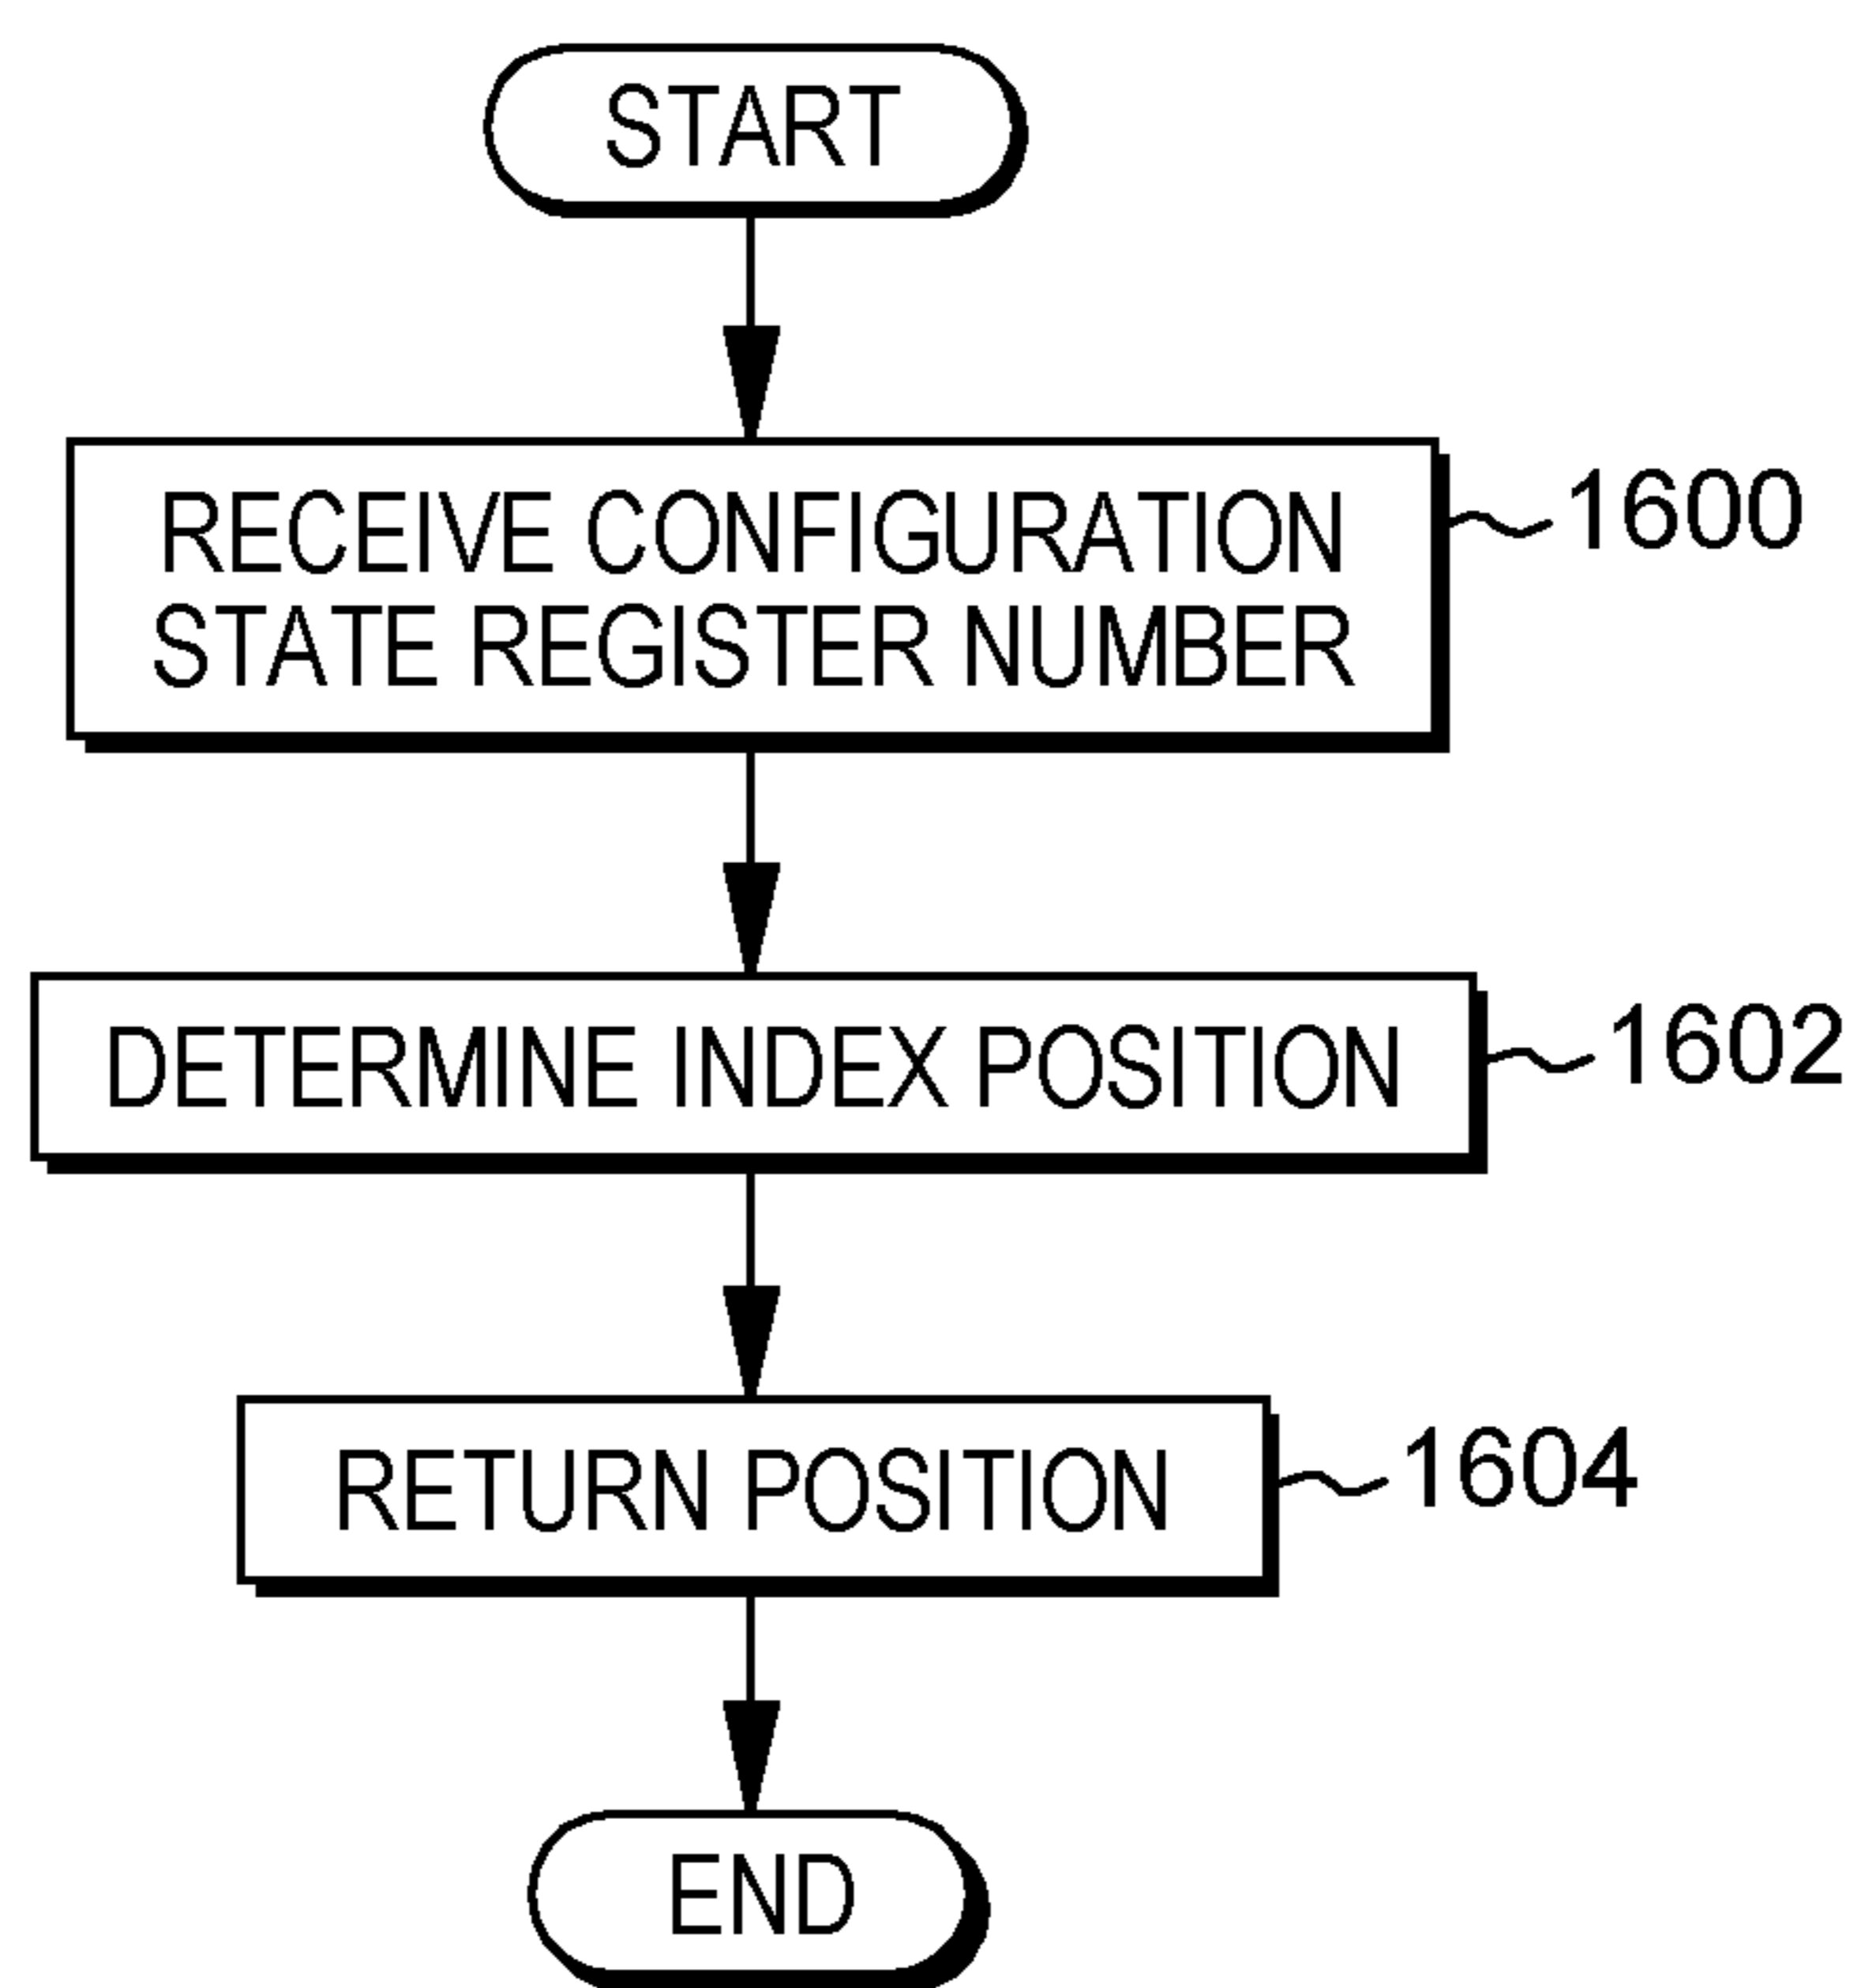 START
RECEIVE CONFIGURATION
STATE REGISTER NUMBER
1600
DETERMINE INDEX POSITION
1602
RETURN POSITION
1604
END